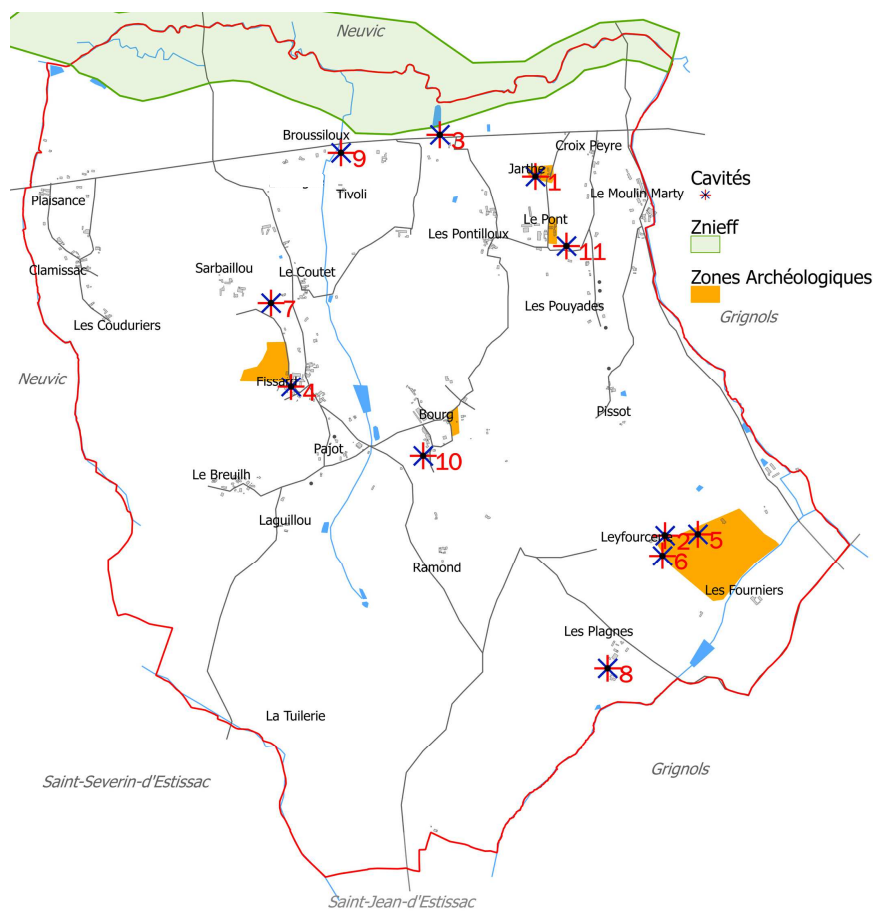 Neuvic
Broussiloux
3
9
Croix Peyre
Jarthe
1
Cavités
Plaisance
Tivoli
Le Moulin Marty
Le Pont
Znieff
Les Pontilloux
11
Clamissac
Sarbaillou
Le Coutet
Zones Archéologiques
7
Les Pouyades
Grignols
Les Couduriers
Neuvic
4
Bourg
Pissot
Pajot
10
Le Breuilh
Laguillou
Leyfourcerie
2
5
6
Ramond
Les Fourniers
Les Plagnes
8
La Tuilerie
Grignols
Saint-Severin-d'Estissac
Saint-Jean-d'Estissac